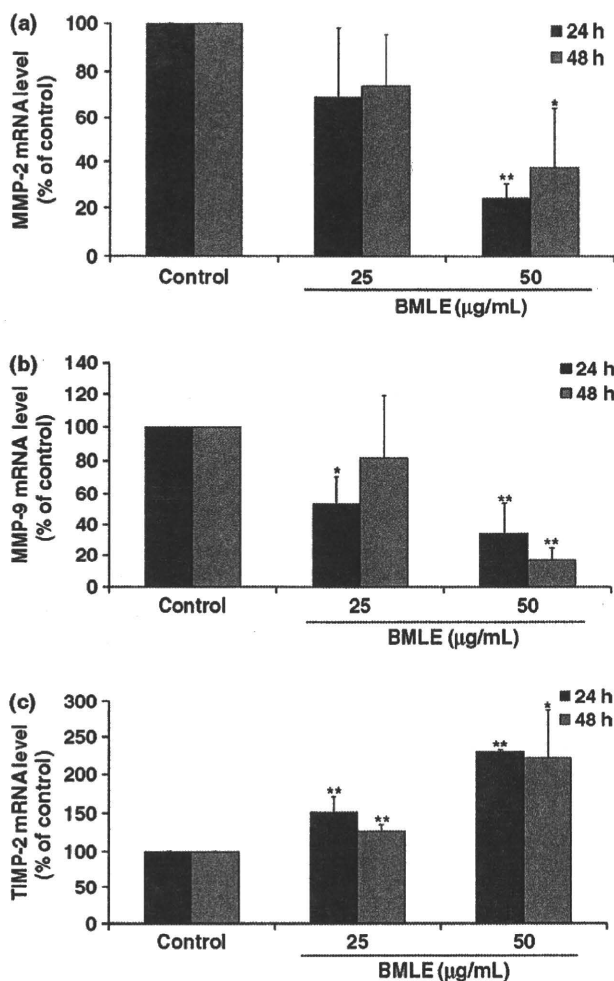 (a)
MMP-2 mRNA level
(% of control)
100
80
60
40
20
0
24 h
48 h
**
*
Control
25
50
BMLE (µg/mL)
(b)
MMP-9 mRNA level
(% of control)
140
120
100
80
60
40
20
0
24 h
48 h
*
**
**
Control
25
50
BMLE (µg/mL)
(c)
TIMP-2 mRNA level
(% of control)
300
250
200
150
100
50
0
24 h
48 h
**
**
**
*
Control
25
50
BMLE (µg/mL)